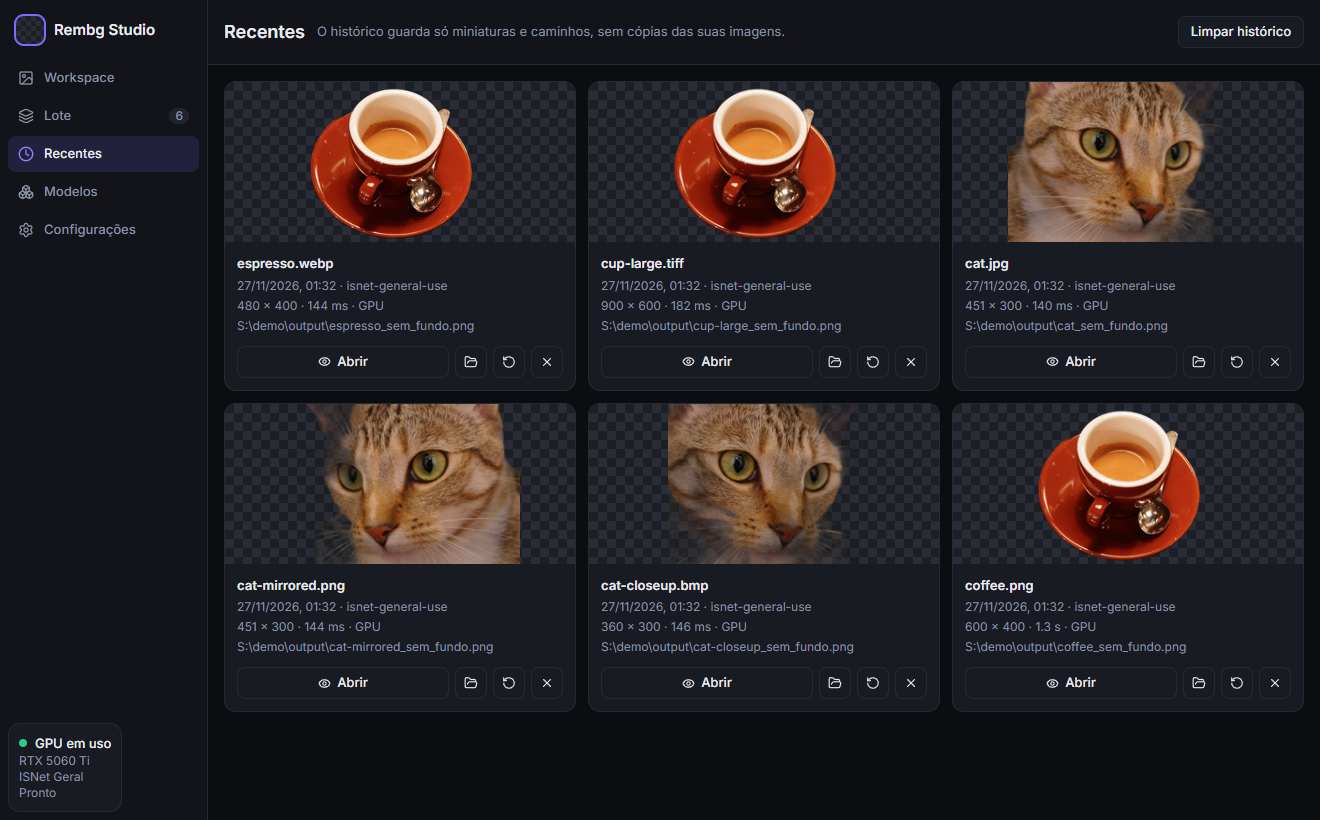 Rembg Studio
Workspace
Lote 6
Recentes
Modelos
Configurações
GPU em uso
RTX 5060 Ti
ISNet Geral
Pronto
Recentes O histórico guarda só miniaturas e caminhos, sem cópias das suas imagens. Limpar histórico
espresso.webp
27/11/2026, 01:32 · isnet-general-use
480 × 400 · 144 ms · GPU
S:\demo\output\espresso_sem_fundo.png
Abrir
cup-large.tiff
27/11/2026, 01:32 · isnet-general-use
900 × 600 · 182 ms · GPU
S:\demo\output\cup-large_sem_fundo.png
Abrir
cat.jpg
27/11/2026, 01:32 · isnet-general-use
451 × 300 · 140 ms · GPU
S:\demo\output\cat_sem_fundo.png
Abrir
cat-mirrored.png
27/11/2026, 01:32 · isnet-general-use
451 × 300 · 144 ms · GPU
S:\demo\output\cat-mirrored_sem_fundo.png
Abrir
cat-closeup.bmp
27/11/2026, 01:32 · isnet-general-use
360 × 300 · 146 ms · GPU
S:\demo\output\cat-closeup_sem_fundo.png
Abrir
coffee.png
27/11/2026, 01:32 · isnet-general-use
600 × 400 · 1.3 s · GPU
S:\demo\output\coffee_sem_fundo.png
Abrir